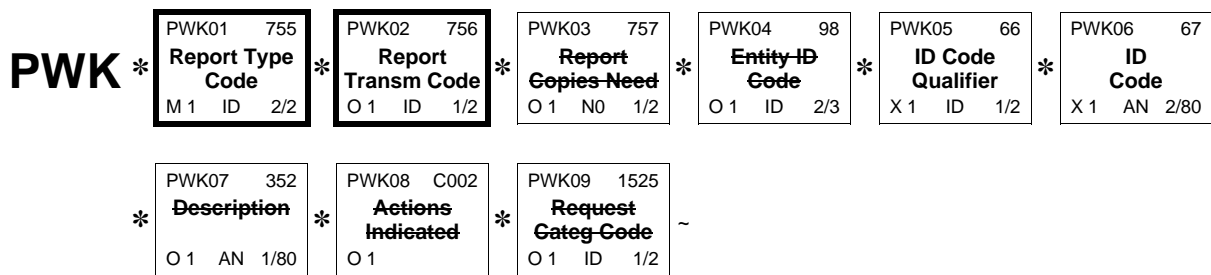 PWK01 755 PWK02 756 PWK03 757 PWK04 98 PWK05 66 PWK06 67
PWK * Report Type * Report * Report * Entity ID * ID Code * ID
Code Transm Code Copies Need Code Qualifier Code
M 1 ID 2/2 O 1 ID 1/2 O 1 N0 1/2 O 1 ID 2/3 X 1 ID 1/2 X 1 AN 2/80
PWK07 352 PWK08 C002 PWK09 1525
* Description * Actions * Request ~
Indicated Categ Code
O 1 AN 1/80 O 1 O 1 ID 1/2